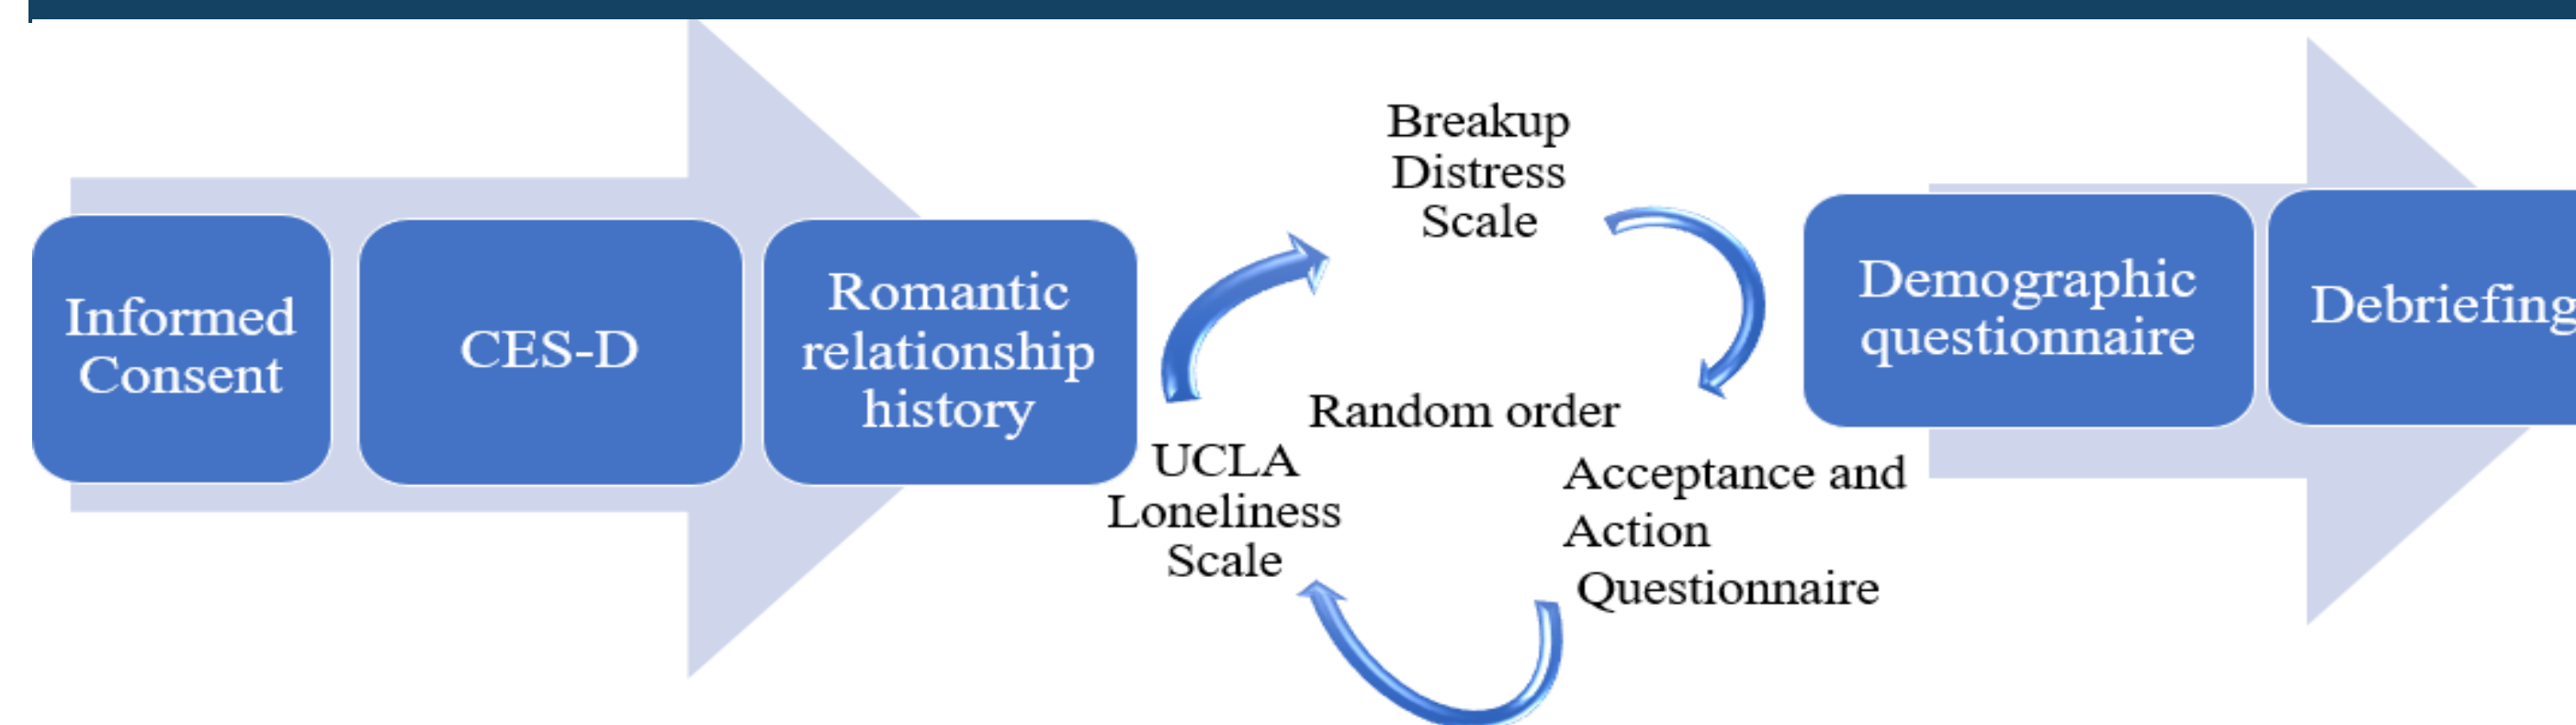 Informed
Consent
CES-D
Romantic
relationship
history
Breakup
Distress
Scale
Random order
UCLA
Loneliness
Scale
Acceptance and
Action
Questionnaire
Demographic
questionnaire
Debriefing